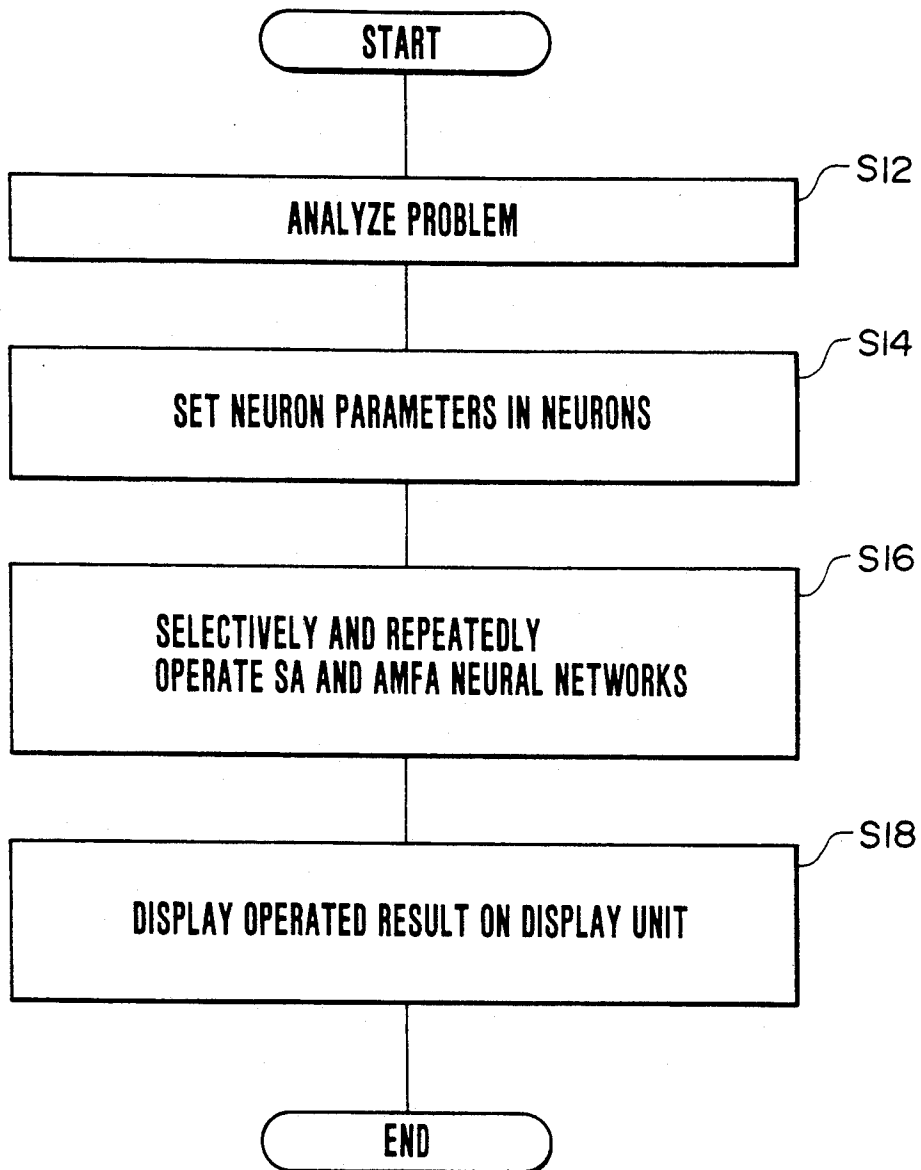 START
S12
ANALYZE PROBLEM
S14
SET NEURON PARAMETERS IN NEURONS
S16
SELECTIVELY AND REPEATEDLY
OPERATE SA AND AMFA NEURAL NETWORKS
S18
DISPLAY OPERATED RESULT ON DISPLAY UNIT
END